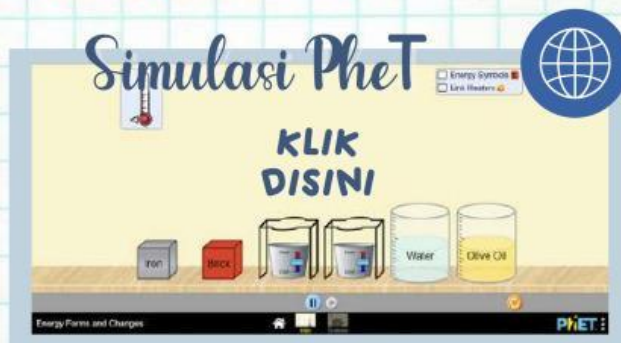 Simulasi PheT
Energy Symbols
Link Heaters
KLIK
DISINI
Iron
Brick
Water
Olive Oil
Energy Forms and Changes
PhET